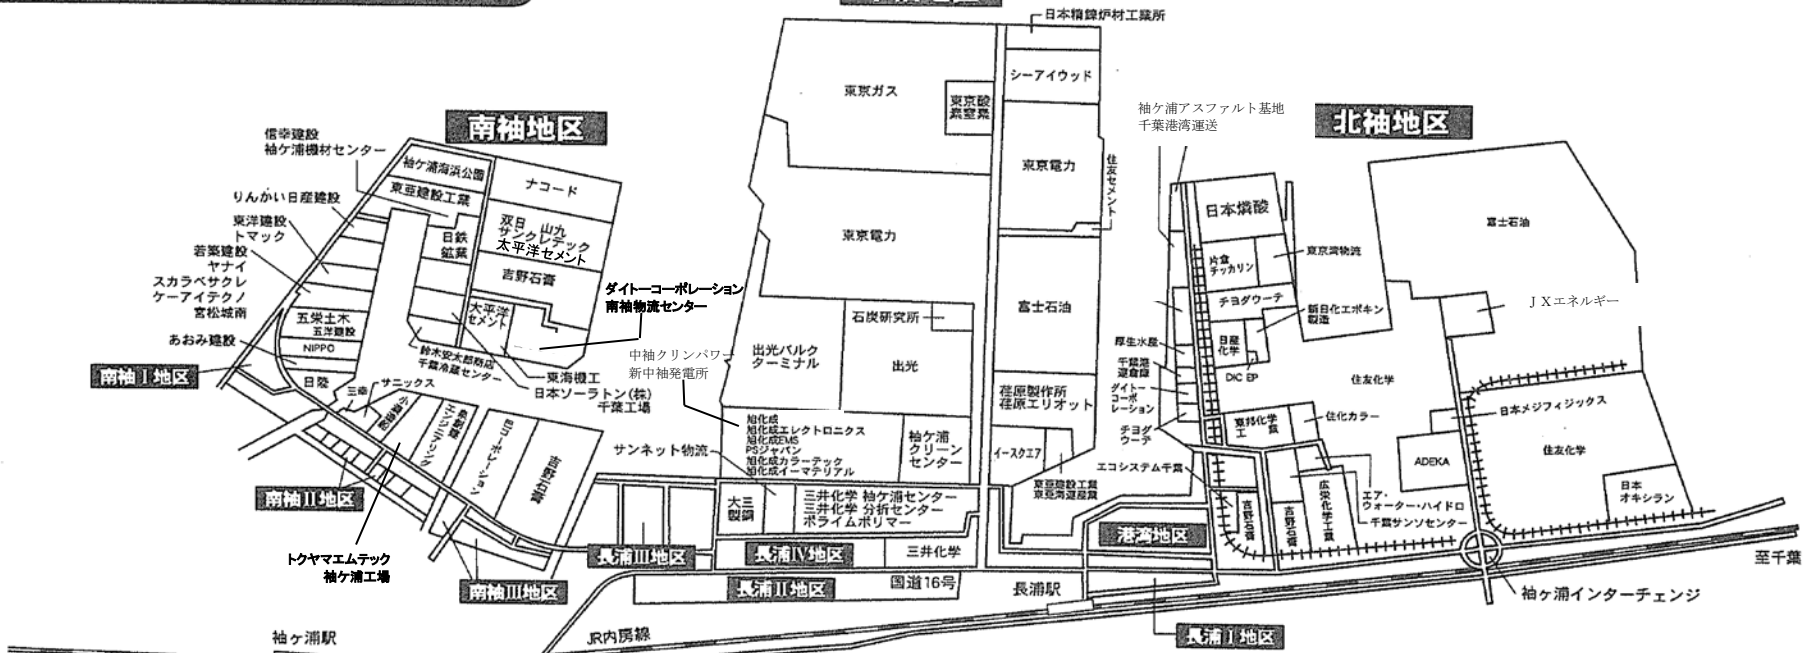 南袖地区
信幸建設
袖ケ浦機材センター
りんかい日産建設
東洋建設
トマック
若築建設
ヤナイ
スカラベサクレ
ケーアイテクノ
宮松城南
あおみ建設
南袖Ⅰ地区
袖ケ浦海浜公園
東亜建設工業
日鉄
鉱業
ナコード
双日 山九
サンクレテック
太平洋セメント
吉野石膏
太平洋
セメント
五栄土木
五洋建設
NIPPO
日陸
鈴木安太郎商店
千葉冷蔵センター
東海機工
日本ソーラトン(株)
千葉工場
ダイトーコーポレーション
南袖物流センター
三幸
サニックス
エンジニアリング
吉野石膏
南袖Ⅱ地区
トクヤマエムテック
袖ケ浦工場
南袖Ⅲ地区
東京ガス
東京酸
素窒素
東京電力
石炭研究所
出光バルク
ターミナル
出光
中袖クリンパワー
新中袖発電所
旭化成
旭化成エレクトロニクス
旭化成EMS
PSジャパン
旭化成カラーテック
旭化成イーマテリアル
袖ケ浦
クリーン
センター
サンネット物流
大三
製鋼
三井化学 袖ケ浦センター
三井化学 分析センター
ポライムポリマー
三井化学
長浦Ⅲ地区
長浦Ⅳ地区
長浦Ⅱ地区
国道16号
日本精錬炉材工業所
シーアイウッド
東京電力
住友セメント
富士石油
荏原製作所
荏原エリオット
イースクエア
東亜建設工業
東亜海運産業
港湾地区
長浦駅
長浦Ⅰ地区
北袖地区
袖ケ浦アスファルト基地
千葉港湾運送
日本燐酸
片倉
チッカリン
東京湾物流
チヨダウーテ
新日化エポキシ
製造
日産
化学
DIC EP
厚生水産
千葉港
運倉庫
ダイトー
コーポ
レーション
チヨダ
ウーテ
東邦化学
工業
住化カラー
エコシステム千葉
吉野石膏
吉野石膏
広栄化学工業
エア・
ウォーター・ハイドロ
千葉サンソセンター
富士石油
JXエネルギー
住友化学
日本メジフィジックス
ADEKA
住友化学
日本
オキシラン
至千葉
袖ヶ浦インターチェンジ
袖ヶ浦駅
JR内房線